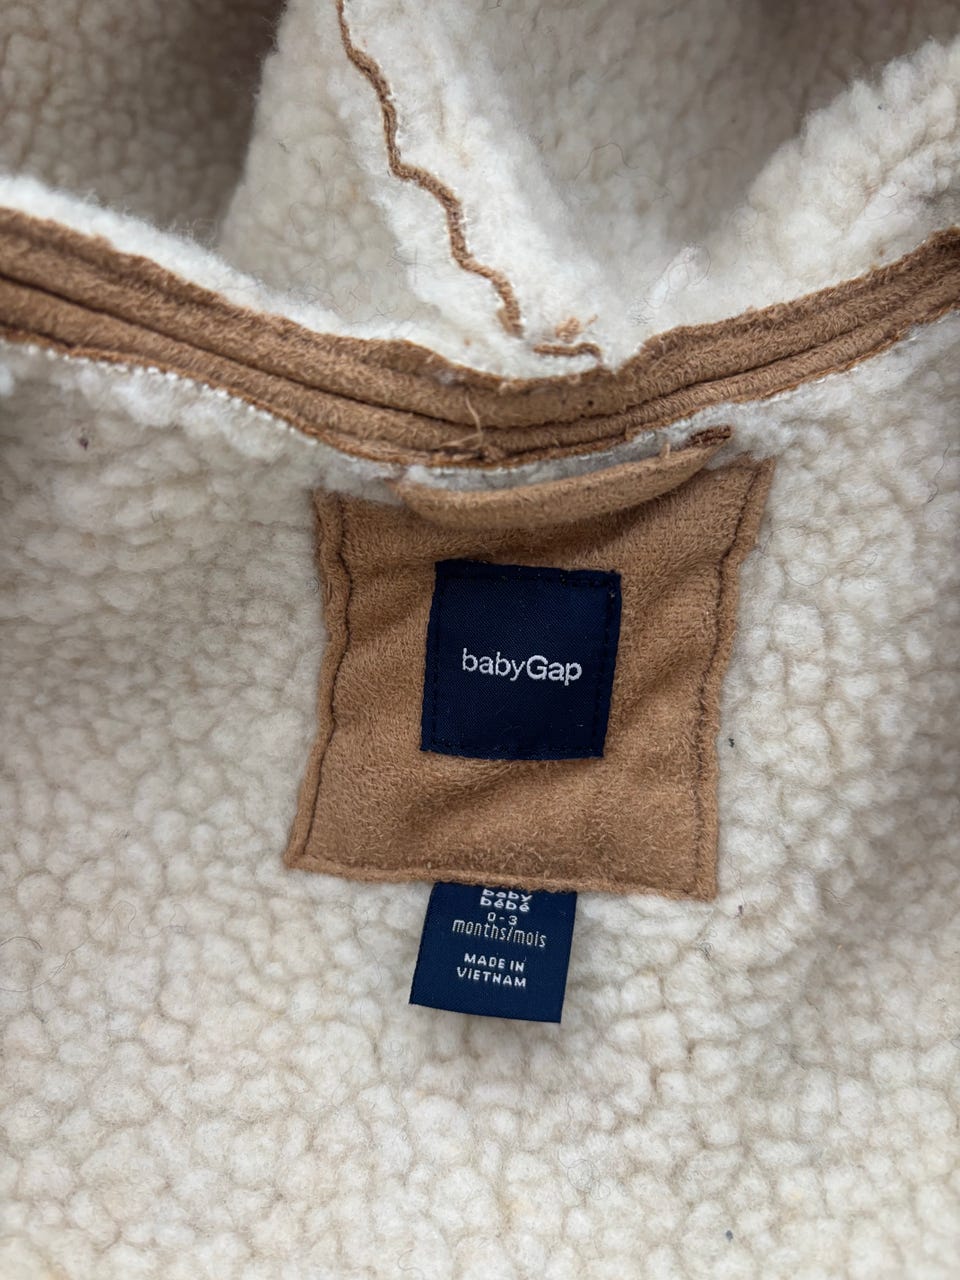 babyGap
baby
bébé
0-3
months/mois
MADE IN
VIETNAM